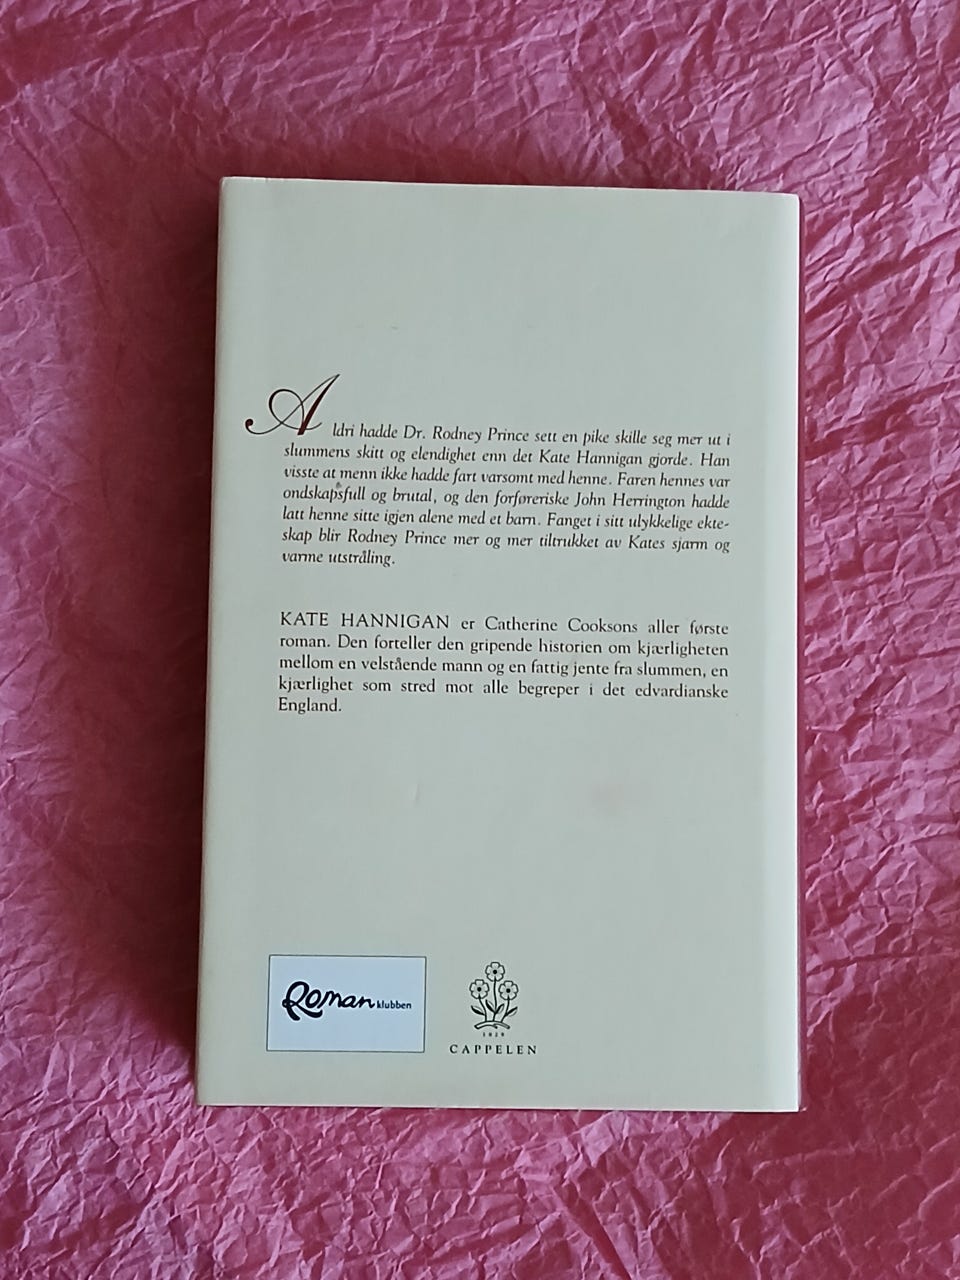 Aldri hadde Dr. Rodney Prince sett en pike skille seg mer ut i
slummens skitt og elendighet enn det Kate Hannigan gjorde. Han
visste at menn ikke hadde fart varsomt med henne. Faren hennes var
ondskapsfull og brutal, og den forføreriske John Herrington hadde
latt henne sitte igjen alene med et barn. Fanget i sitt ulykkelige ekte-
skap blir Rodney Prince mer og mer tiltrukket av Kates sjarm og
varme utstråling.
KATE HANNIGAN er Catherine Cooksons aller første
roman. Den forteller den gripende historien om kjærligheten
mellom en velstående mann og en fattig jente fra slummen, en
kjærlighet som stred mot alle begreper i det edvardianske
England.
Roman klubben
1829
CAPPELEN